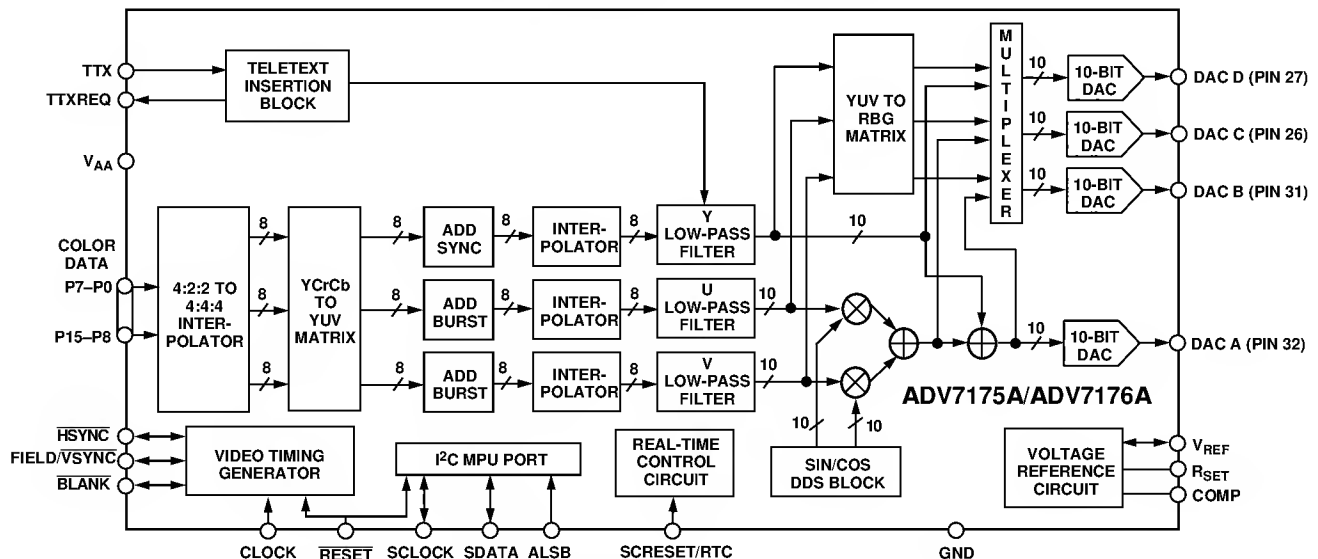 TTX
TTXREQ
VAA
TELETEXT
INSERTION
BLOCK
YUV TO
RBG
MATRIX
MULTIPLEXER
10
10-BIT
DAC
DAC D (PIN 27)
10
10-BIT
DAC
DAC C (PIN 26)
10
10-BIT
DAC
DAC B (PIN 31)
COLOR
DATA
P7–P0
P15–P8
4:2:2 TO
4:4:4
INTER-
POLATOR
8
8
8
YCrCb
TO
YUV
MATRIX
8
ADD
SYNC
8
INTER-
POLATOR
8
Y
LOW-PASS
FILTER
10
8
ADD
BURST
8
INTER-
POLATOR
8
U
LOW-PASS
FILTER
10
8
ADD
BURST
8
INTER-
POLATOR
8
V
LOW-PASS
FILTER
10
10
10-BIT
DAC
DAC A (PIN 32)
ADV7175A/ADV7176A
HSYNC
FIELD/VSYNC
BLANK
VIDEO TIMING
GENERATOR
I²C MPU PORT
REAL-TIME
CONTROL
CIRCUIT
10
10
SIN/COS
DDS BLOCK
VOLTAGE
REFERENCE
CIRCUIT
VREF
RSET
COMP
CLOCK
RESET
SCLOCK
SDATA
ALSB
SCRESET/RTC
GND